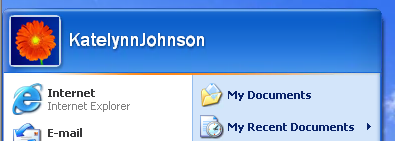 KatelynnJohnson
Internet
Internet Explorer
E-mail
My Documents
My Recent Documents